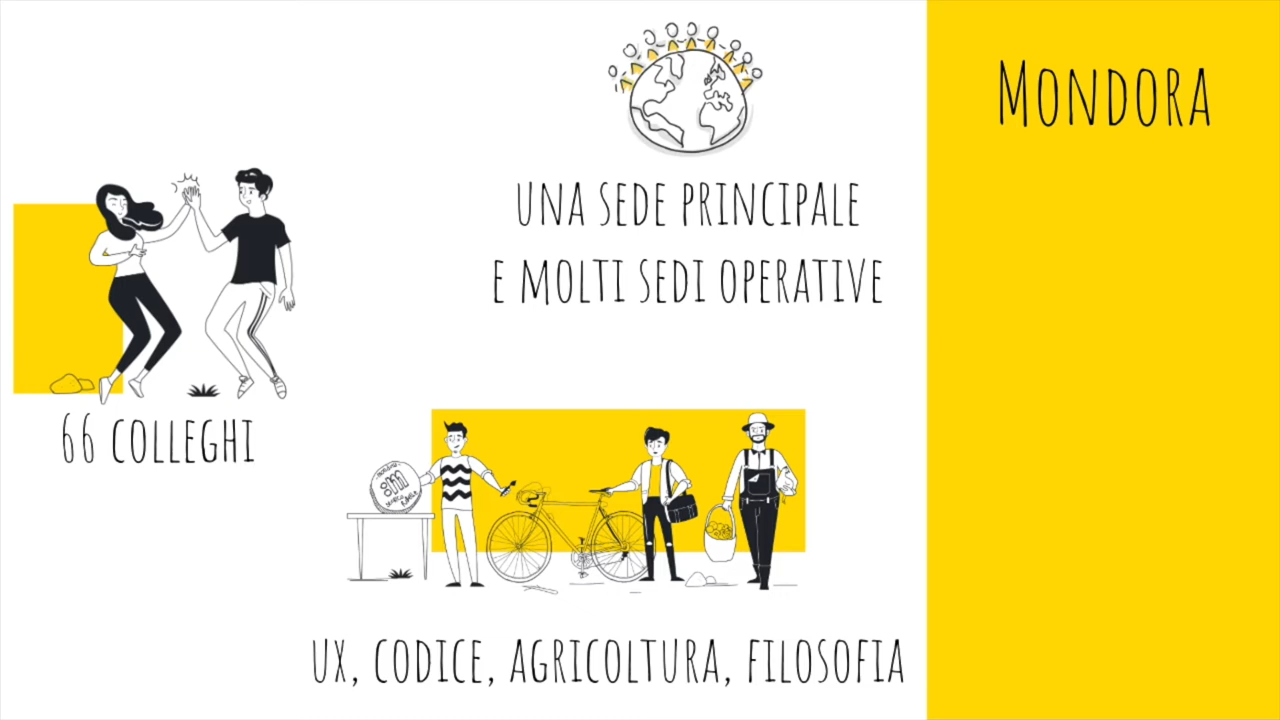 Mondora
una sede principale
e molti sedi operative
66 colleghi
ux, codice, agricoltura, filosofia